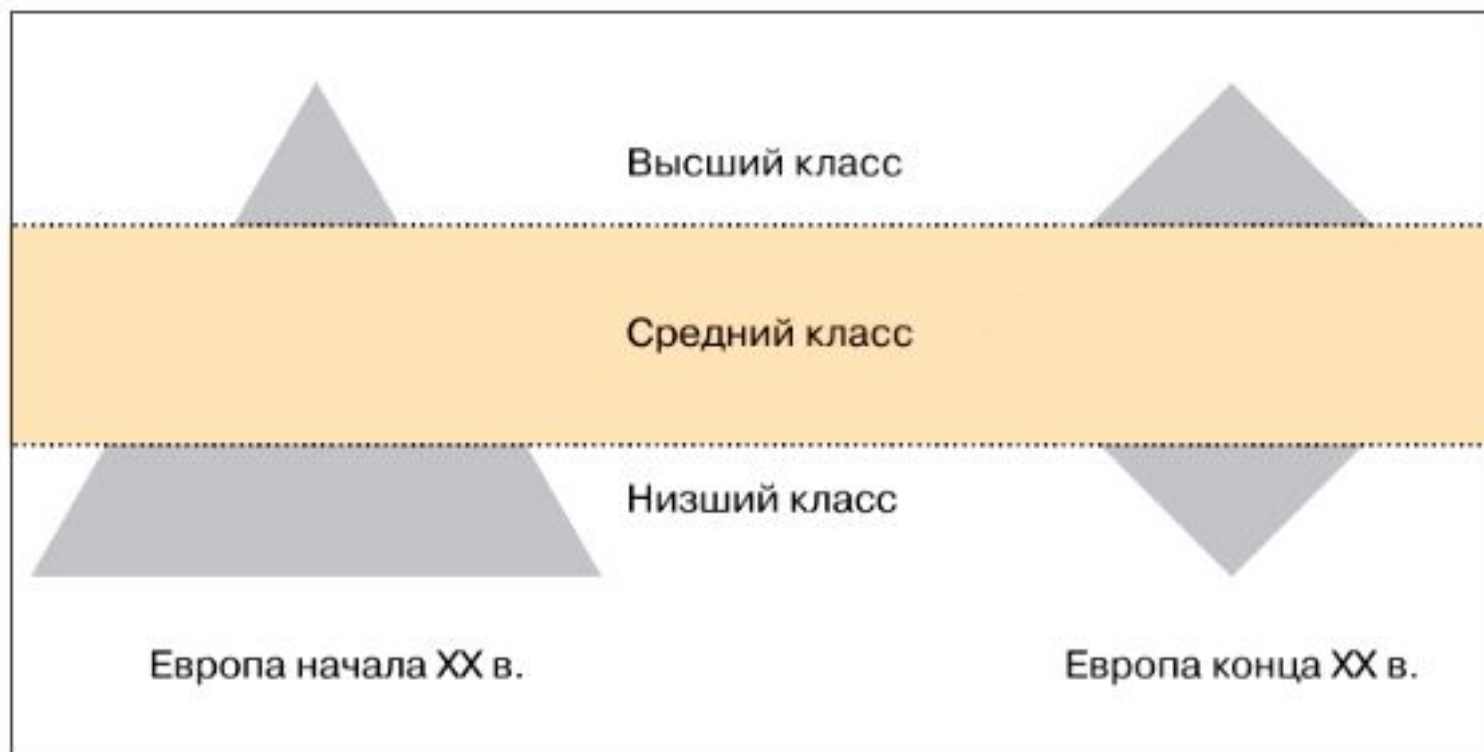 Высший класс
Средний класс
Низший класс
Европа начала XX в.
Европа конца XX в.